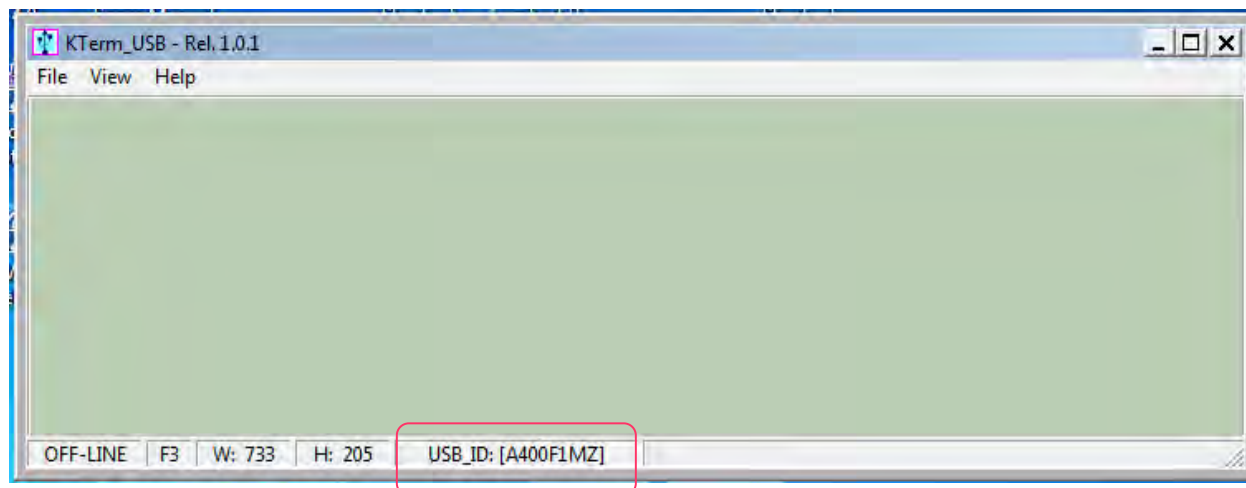 KTerm_USB - Rel. 1.0.1
File View Help
OFF-LINE F3 W: 733 H: 205 USB_ID: [A400F1MZ]